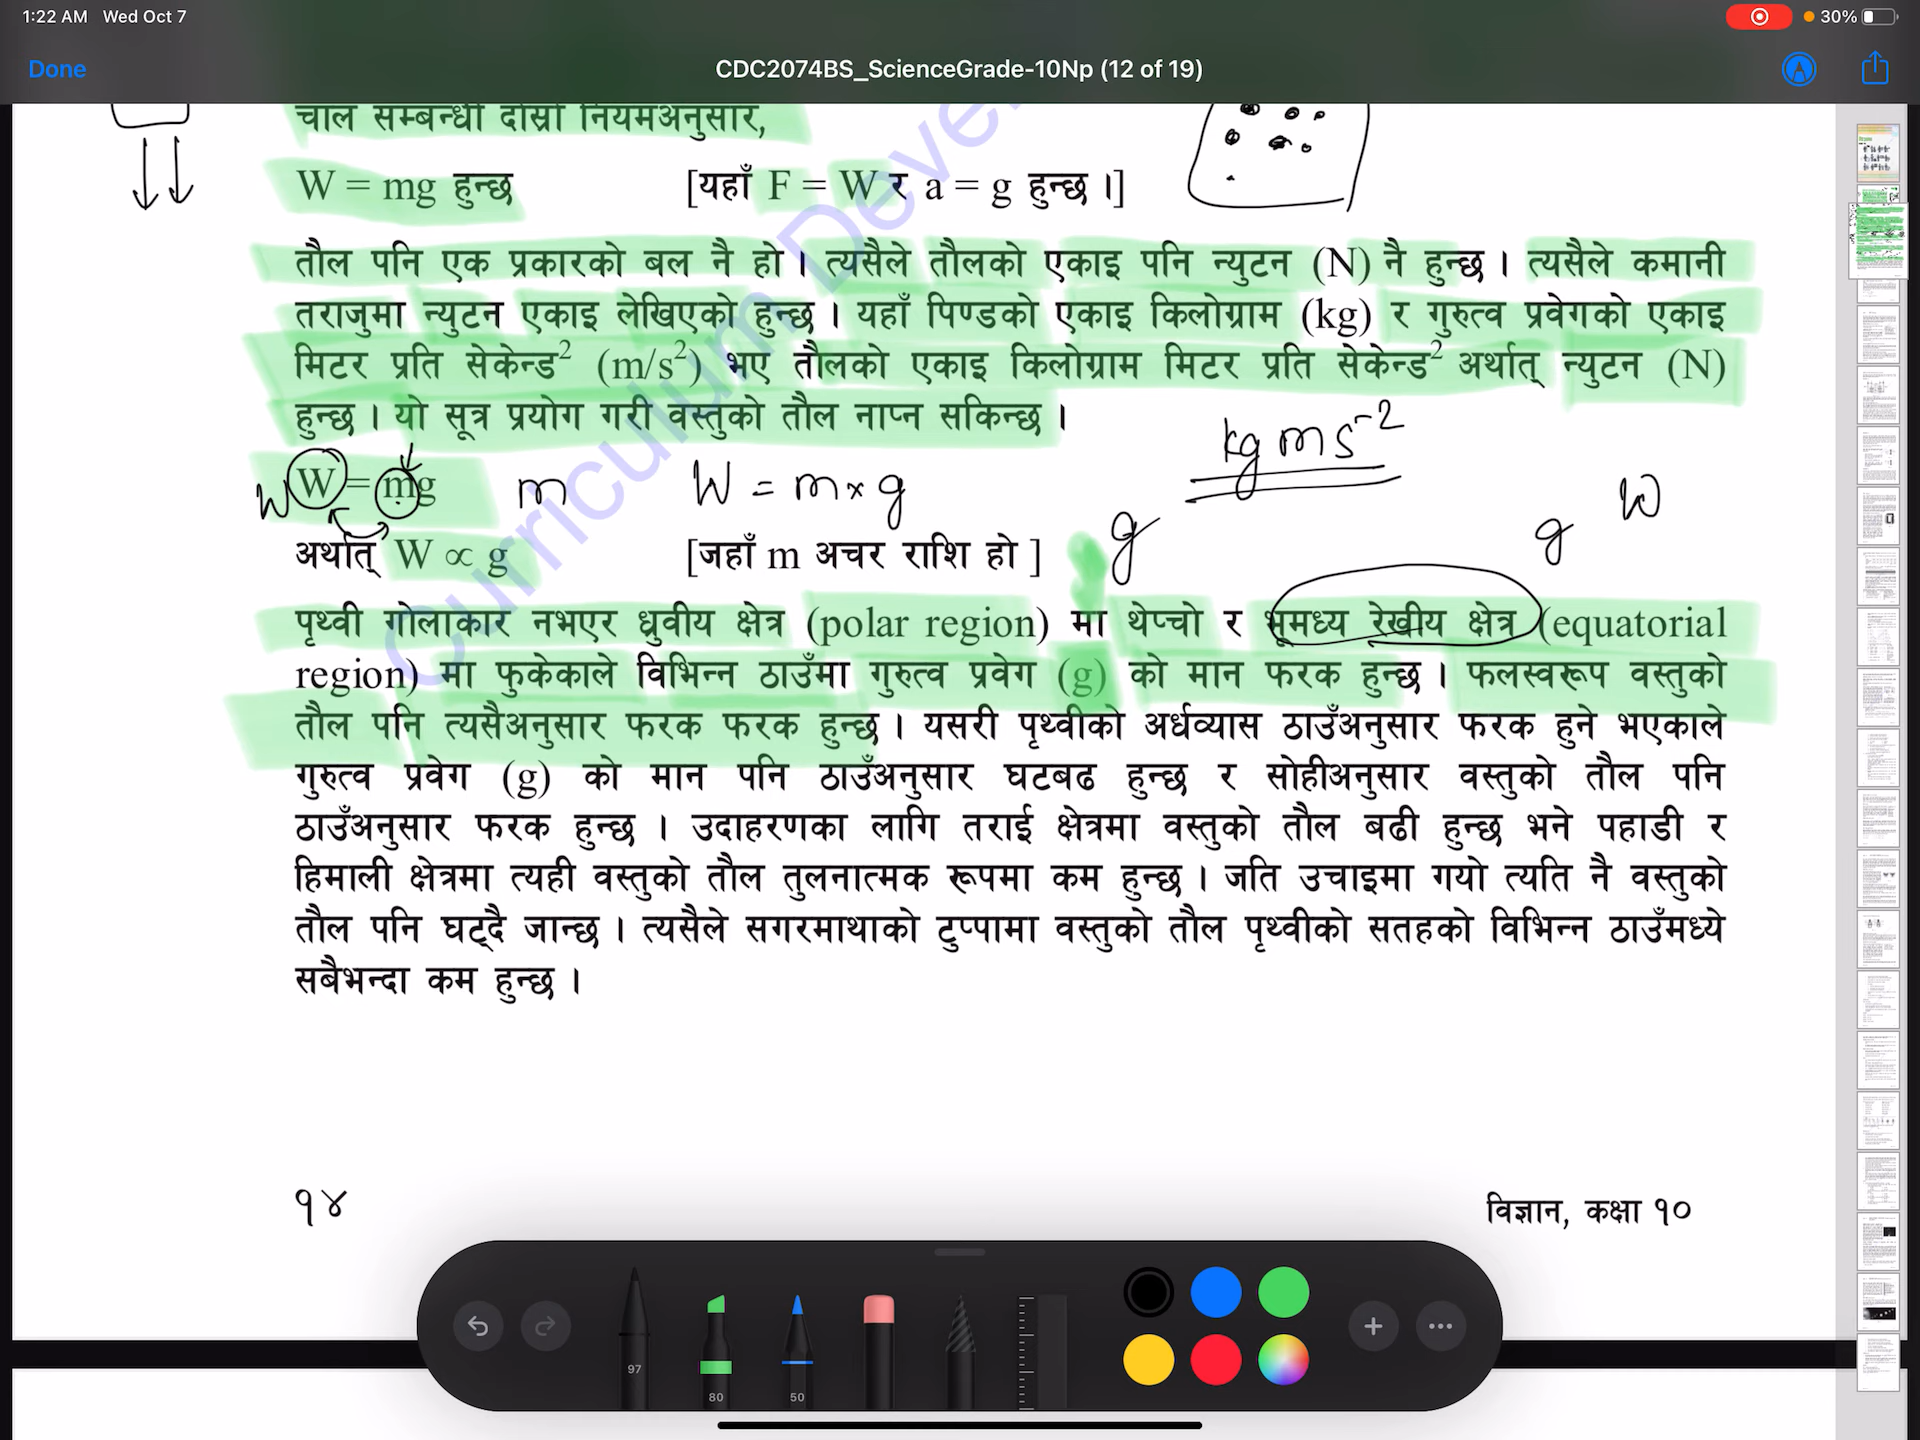 1:22 AM Wed Oct 7
30%
Done
CDC2074BS_ScienceGrade-10Np (12 of 19)
चाल सम्बन्धी दोस्रो नियमअनुसार,
W = mg हुन्छ [यहाँ F = W र a = g हुन्छ ।]
तौल पनि एक प्रकारको बल नै हो । त्यसैले तौलको एकाइ पनि न्युटन (N) नै हुन्छ । त्यसैले कमानी
तराजुमा न्युटन एकाइ लेखिएको हुन्छ । यहाँ पिण्डको एकाइ किलोग्राम (kg) र गुरुत्व प्रवेगको एकाइ
मिटर प्रति सेकेन्ड² (m/s²) भए तौलको एकाइ किलोग्राम मिटर प्रति सेकेन्ड² अर्थात् न्युटन (N)
हुन्छ । यो सूत्र प्रयोग गरी वस्तुको तौल नाप्न सकिन्छ ।
kg m s⁻²
W W = mg m W = m × g g g W
अर्थात् W ∝ g [जहाँ m अचर राशि हो ]
पृथ्वी गोलाकार नभएर ध्रुवीय क्षेत्र (polar region) मा थेप्चो र भूमध्य रेखीय क्षेत्र (equatorial
region) मा फुकेकाले विभिन्न ठाउँमा गुरुत्व प्रवेग (g) को मान फरक हुन्छ । फलस्वरूप वस्तुको
तौल पनि त्यसैअनुसार फरक फरक हुन्छ । यसरी पृथ्वीको अर्धव्यास ठाउँअनुसार फरक हुने भएकाले
गुरुत्व प्रवेग (g) को मान पनि ठाउँअनुसार घटबढ हुन्छ र सोहीअनुसार वस्तुको तौल पनि
ठाउँअनुसार फरक हुन्छ । उदाहरणका लागि तराई क्षेत्रमा वस्तुको तौल बढी हुन्छ भने पहाडी र
हिमाली क्षेत्रमा त्यही वस्तुको तौल तुलनात्मक रूपमा कम हुन्छ । जति उचाइमा गयो त्यति नै वस्तुको
तौल पनि घट्दै जान्छ । त्यसैले सगरमाथाको टुप्पामा वस्तुको तौल पृथ्वीको सतहको विभिन्न ठाउँमध्ये
सबैभन्दा कम हुन्छ ।
Curriculum Deve
१४ विज्ञान, कक्षा १०
97 80 50